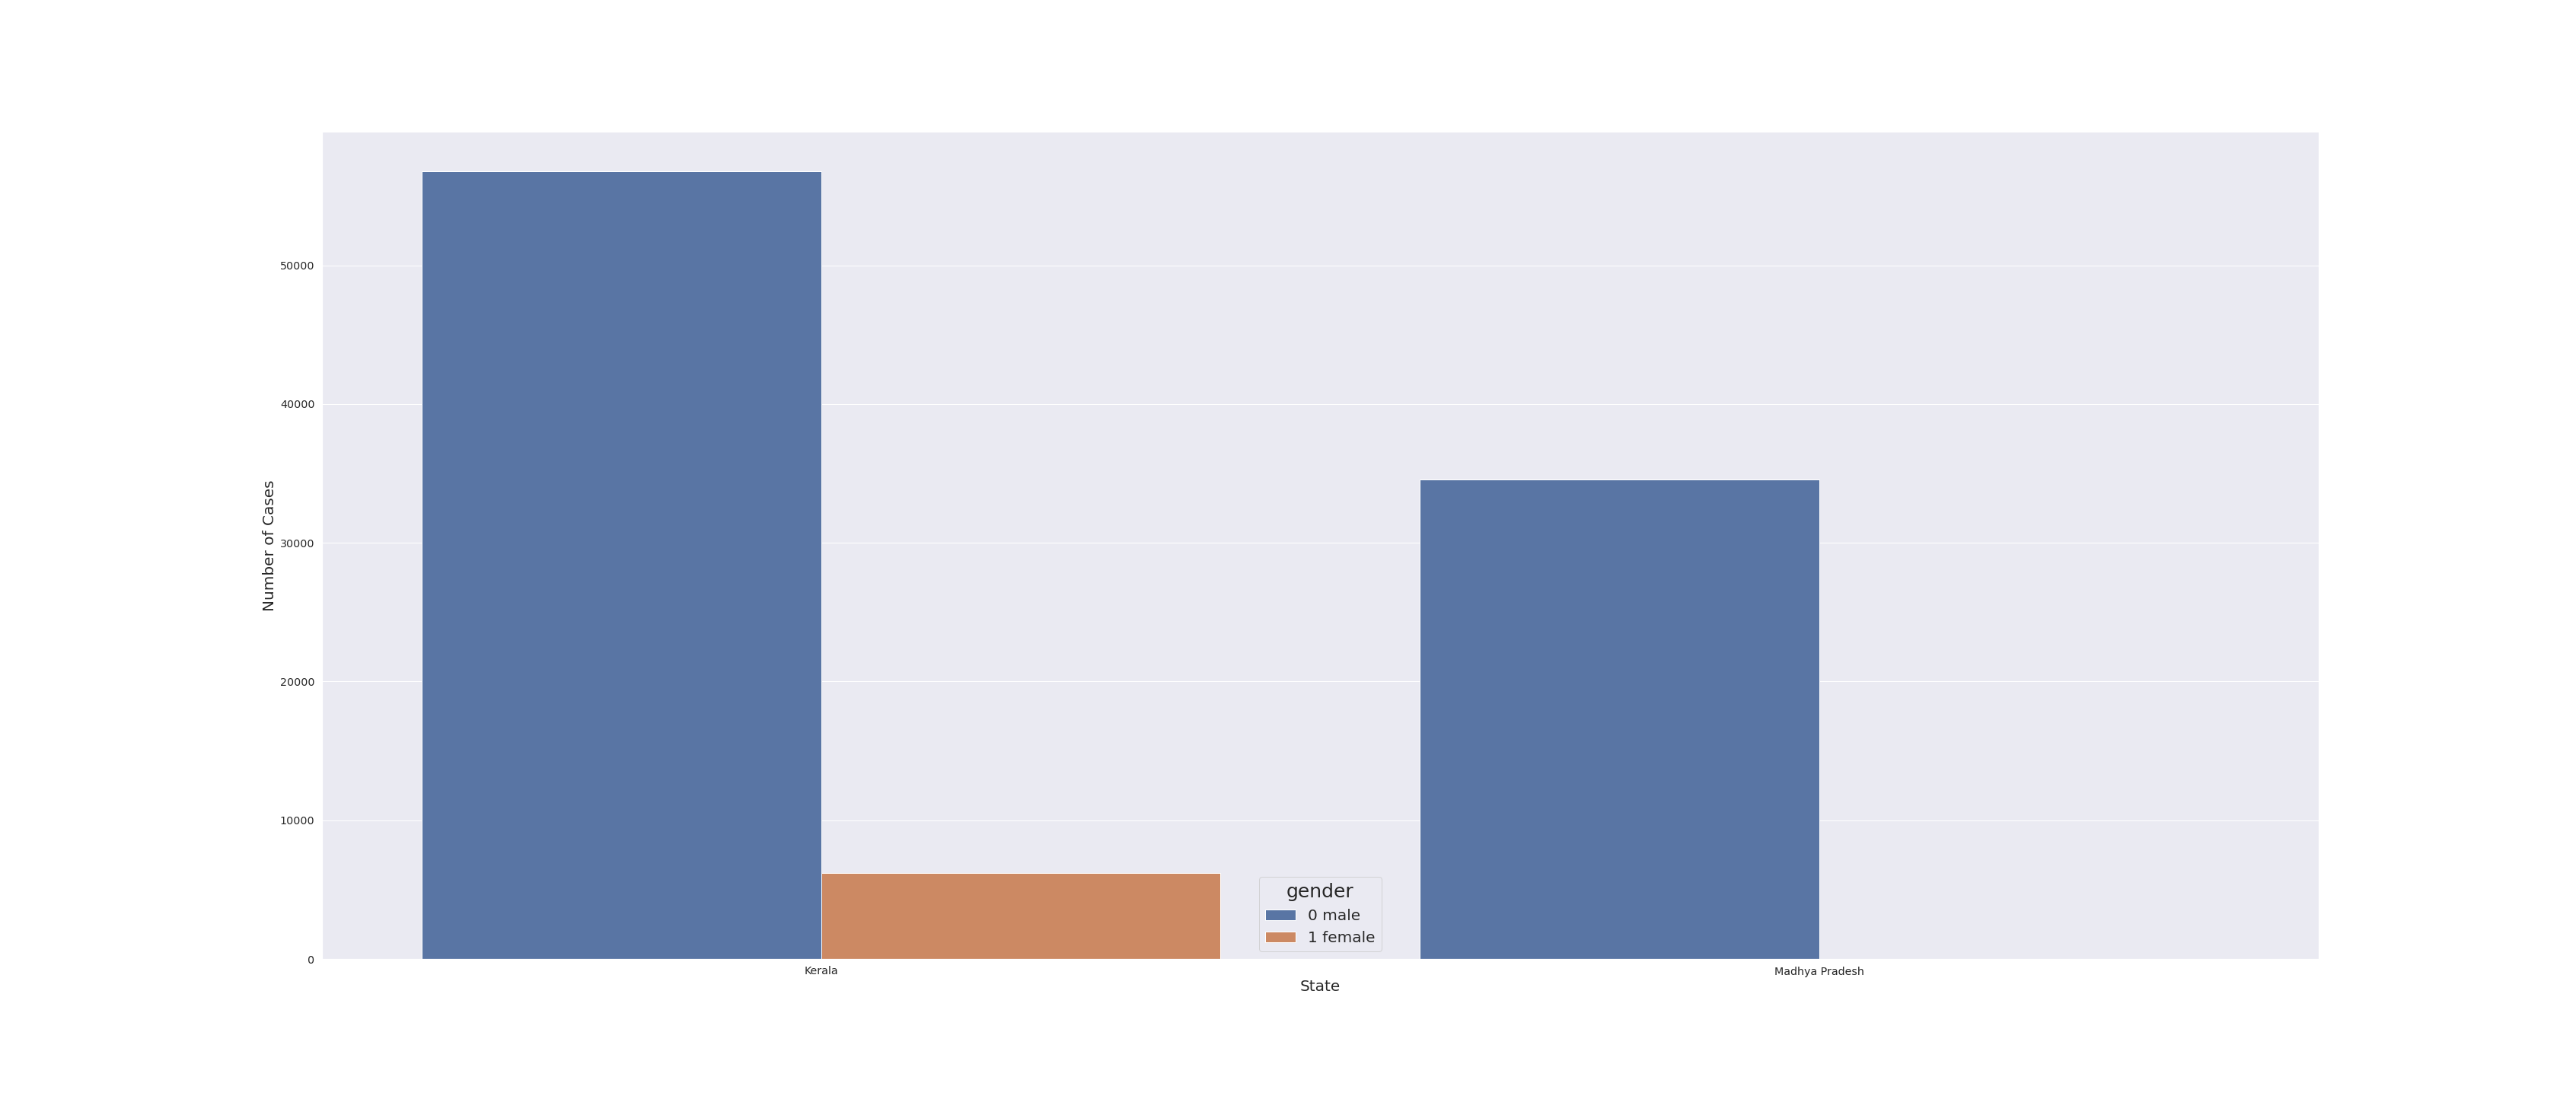 50000
40000
30000
20000
10000
0
Number of Cases
gender
0 male
1 female
Kerala
Madhya Pradesh
State